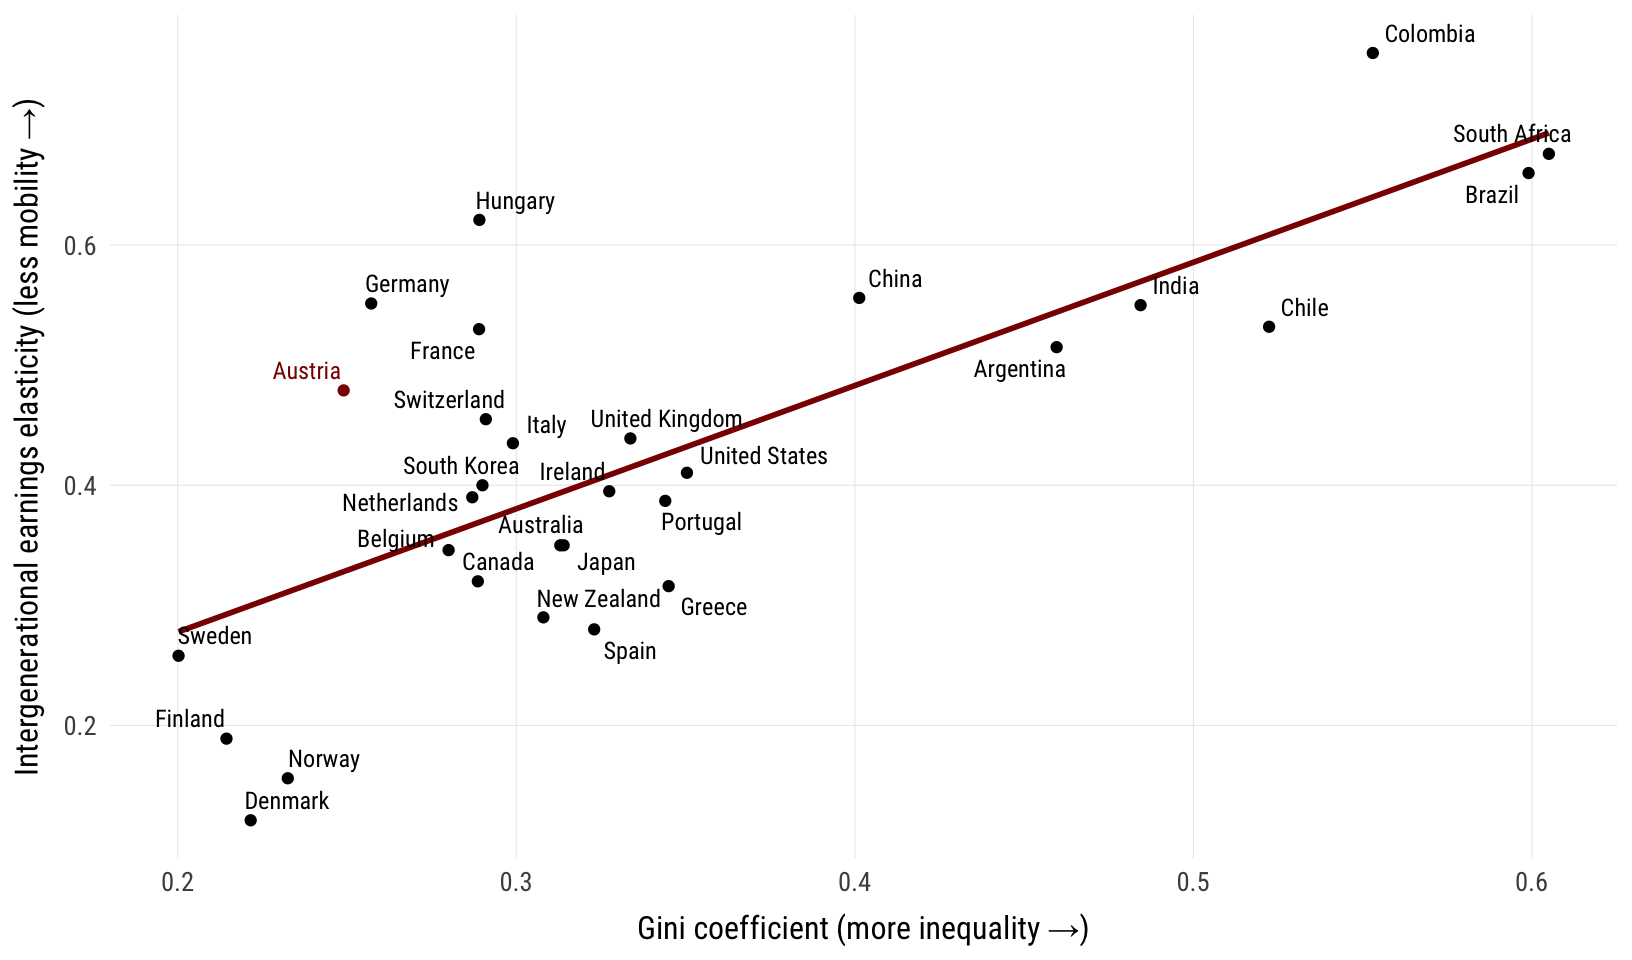 Colombia
South Africa
Brazil
Hungary
Germany
China
India
Chile
France
Argentina
Austria
Switzerland
Italy
United Kingdom
United States
South Korea
Ireland
Netherlands
Portugal
Australia
Belgium
Canada
Japan
New Zealand
Greece
Sweden
Spain
Finland
Norway
Denmark
0.6
0.4
0.2
0.2
0.3
0.4
0.5
0.6
Intergenerational earnings elasticity (less mobility →)
Gini coefficient (more inequality →)